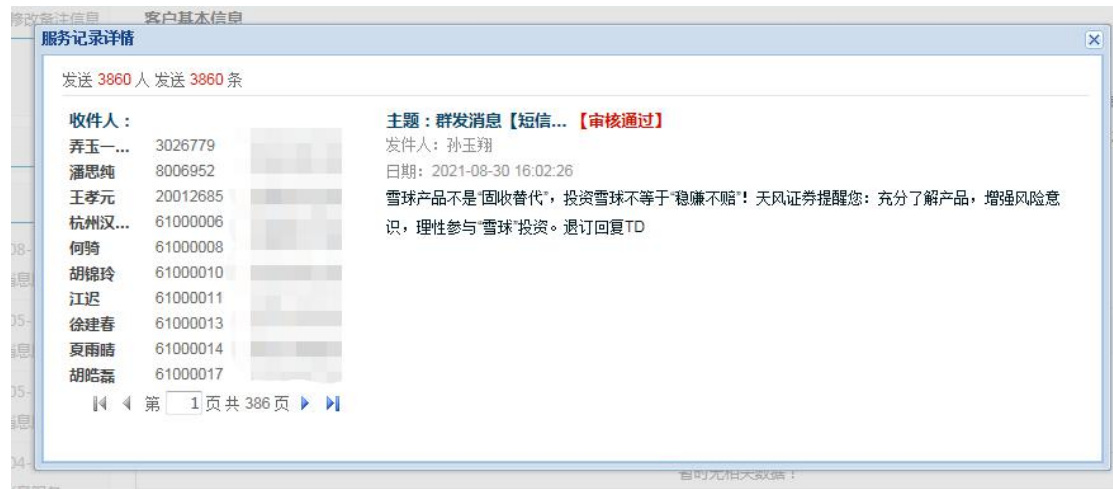 修改备注信息 客户基本信息
服务记录详情
发送 3860 人 发送 3860 条
收件人：
弄玉一... 3026779
潘思纯 8006952
王孝元 20012685
杭州汉... 61000006
何骑 61000008
胡锦玲 61000010
江迟 61000011
徐建春 61000013
夏雨晴 61000014
胡皓磊 61000017
第 1 页 共 386 页
主题：群发消息【短信... 【审核通过】
发件人：孙玉翔
日期：2021-08-30 16:02:26
雪球产品不是“固收替代”，投资雪球不等于“稳赚不赔”！天风证券提醒您：充分了解产品，增强风险意
识，理性参与“雪球”投资。退订回复TD
暂时无相关数据！